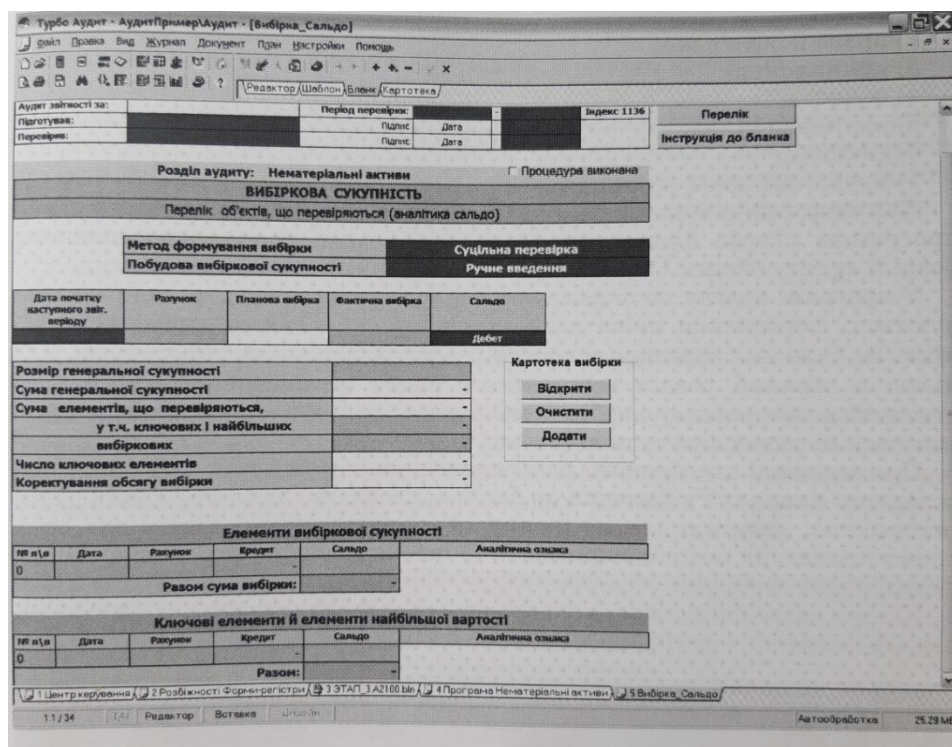 Турбо Аудит - АудитПример\Аудит - [Вибірка_Сальдо]
Файл Правка Вид Журнал Документ План Настройки Помощь
Редактор Шаблон Бланк Картотека
Аудит звітності за: Період перевірки: - Індекс 1136 Перелік
Підготував: Підпис Дата
Перевірив: Підпис Дата Інструкція до бланка
Розділ аудиту: Нематеріальні активи Процедура виконана
ВИБІРКОВА СУКУПНІСТЬ
Перелік об'єктів, що перевіряються (аналітика сальдо)
Метод формування вибірки Суцільна перевірка
Побудова вибіркової сукупності Ручне введення
Дата початку наступного звіт. періоду Рахунок Планова вибірка Фактична вибірка Сальдо
Дебет
Розмір генеральної сукупності Картотека вибірки
Сума генеральної сукупності - Відкрити
Сума елементів, що перевіряються, - Очистити
у т.ч. ключових і найбільших -
вибіркових - Додати
Число ключових елементів -
Коректування обсягу вибірки -
Елементи вибіркової сукупності
№ п\п Дата Рахунок Кредит Сальдо Аналітична ознака
0 -
Разом сума вибірки: -
Ключові елементи й елементи найбільшої вартості
№ п\п Дата Рахунок Кредит Сальдо Аналітична ознака
0 -
Разом: -
1 Центр керування 2 Розбіжності Форми-регістри 3 ЭТАП_3 А2100.bln 4 Програма Нематеріальні активи 5 Вибірка_Сальдо
1:1 / 34 Редактор Вставка Автообработка 25.29 МБ